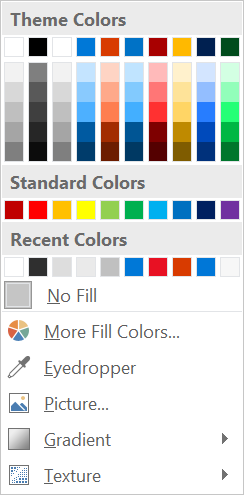 Theme Colors
Standard Colors
Recent Colors
No Fill
More Fill Colors...
Eyedropper
Picture...
Gradient
Texture